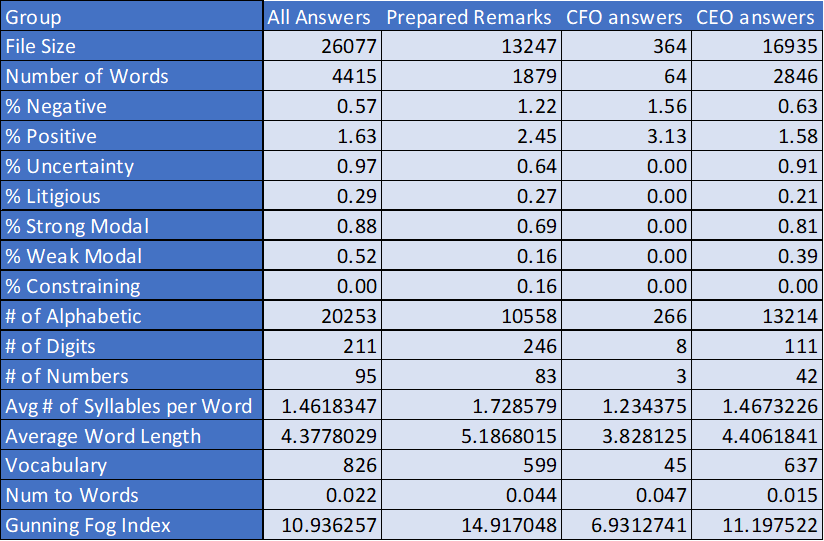 Group All Answers Prepared Remarks CFO answers CEO answers
File Size 26077 13247 364 16935
Number of Words 4415 1879 64 2846
% Negative 0.57 1.22 1.56 0.63
% Positive 1.63 2.45 3.13 1.58
% Uncertainty 0.97 0.64 0.00 0.91
% Litigious 0.29 0.27 0.00 0.21
% Strong Modal 0.88 0.69 0.00 0.81
% Weak Modal 0.52 0.16 0.00 0.39
% Constraining 0.00 0.16 0.00 0.00
# of Alphabetic 20253 10558 266 13214
# of Digits 211 246 8 111
# of Numbers 95 83 3 42
Avg # of Syllables per Word 1.4618347 1.728579 1.234375 1.4673226
Average Word Length 4.3778029 5.1868015 3.828125 4.4061841
Vocabulary 826 599 45 637
Num to Words 0.022 0.044 0.047 0.015
Gunning Fog Index 10.936257 14.917048 6.9312741 11.197522